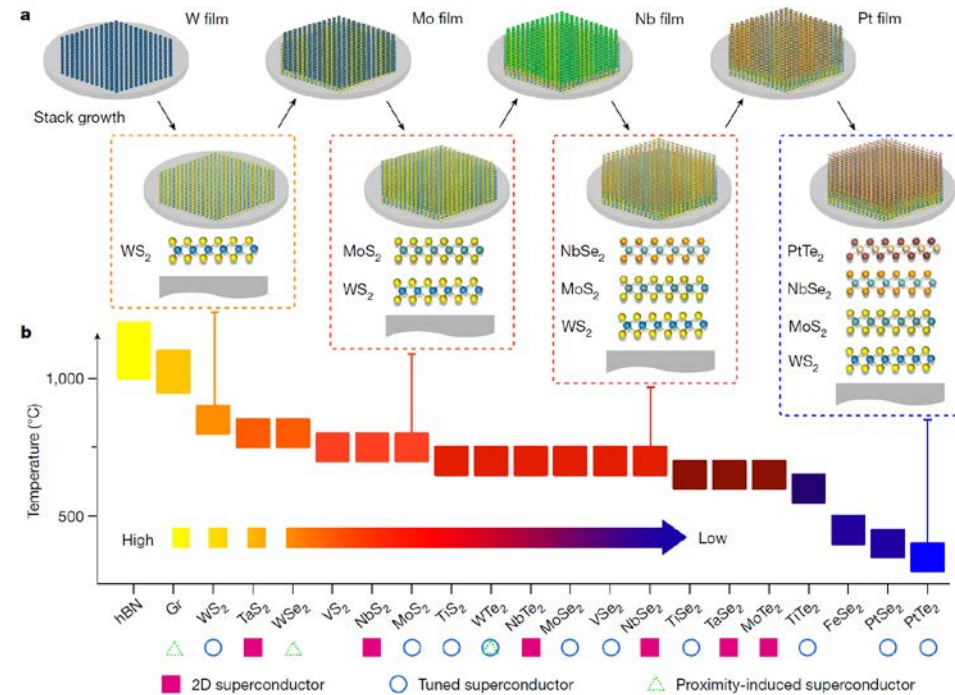 a
W film
Mo film
Nb film
Pt film
Stack growth
WS₂
MoS₂
WS₂
NbSe₂
MoS₂
WS₂
PtTe₂
NbSe₂
MoS₂
WS₂
b
Temperature (°C)
1,000
500
High
Low
hBN
Gr
WS₂
TaS₂
WSe₂
VS₂
NbS₂
MoS₂
TiS₂
WTe₂
NbTe₂
MoSe₂
VSe₂
NbSe₂
TiSe₂
TaSe₂
MoTe₂
TiTe₂
FeSe₂
PtSe₂
PtTe₂
2D superconductor
Tuned superconductor
Proximity-induced superconductor